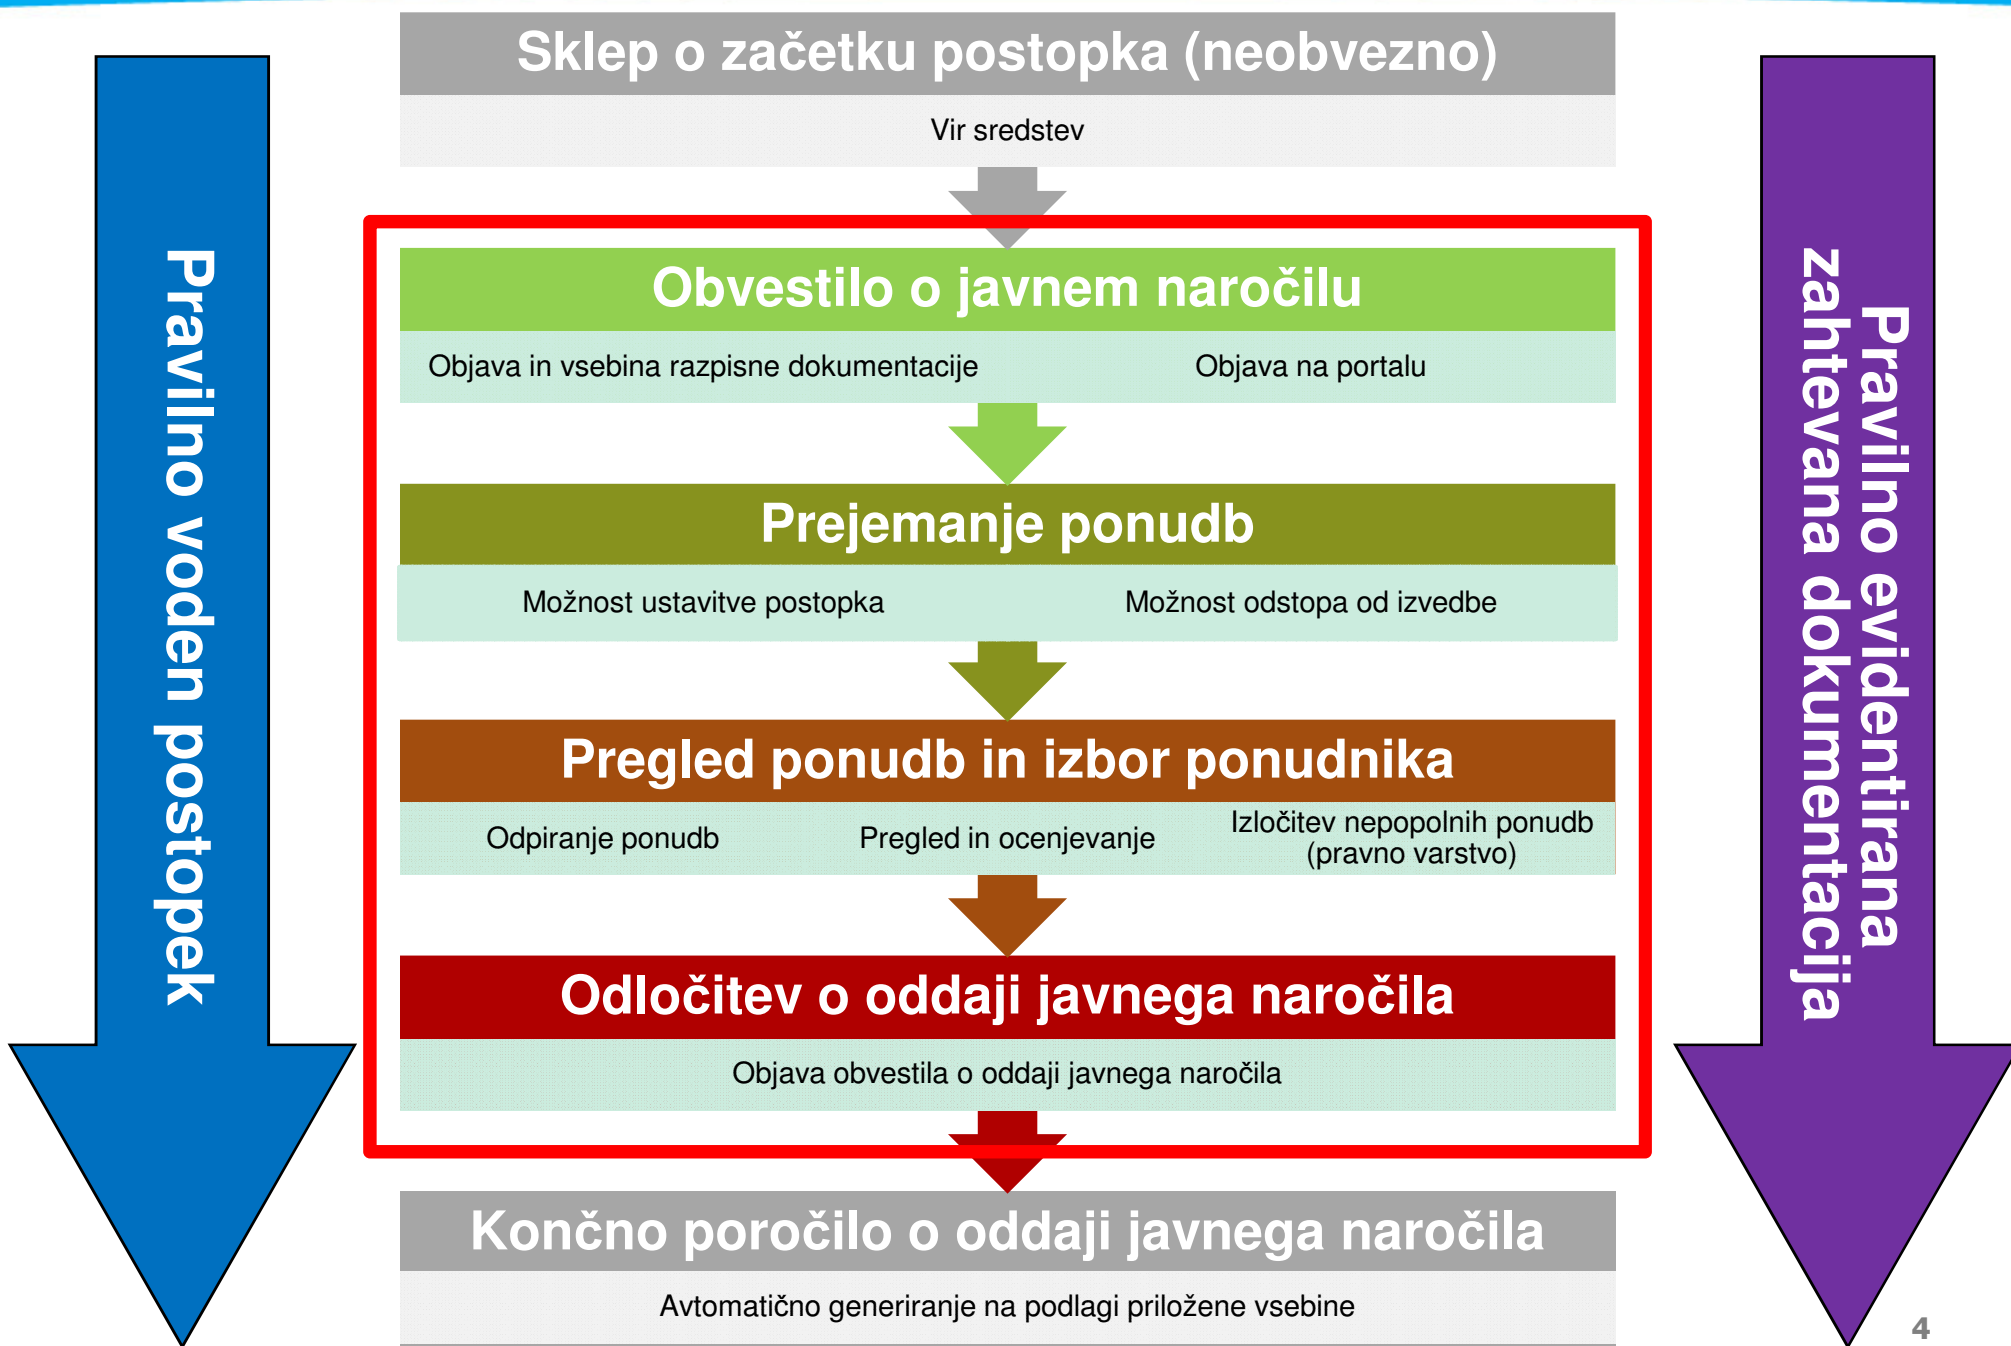 Sklep o začetku postopka (neobvezno)
Vir sredstev
Pravilno voden postopek
Obvestilo o javnem naročilu
Objava in vsebina razpisne dokumentacije
Objava na portalu
Prejemanje ponudb
Možnost ustavitve postopka
Možnost odstopa od izvedbe
Pregled ponudb in izbor ponudnika
Odpiranje ponudb
Pregled in ocenjevanje
Izločitev nepopolnih ponudb
(pravno varstvo)
Odločitev o oddaji javnega naročila
Objava obvestila o oddaji javnega naročila
Končno poročilo o oddaji javnega naročila
Avtomatično generiranje na podlagi priložene vsebine
Pravilno evidentirana
zahtevana dokumentacija
4